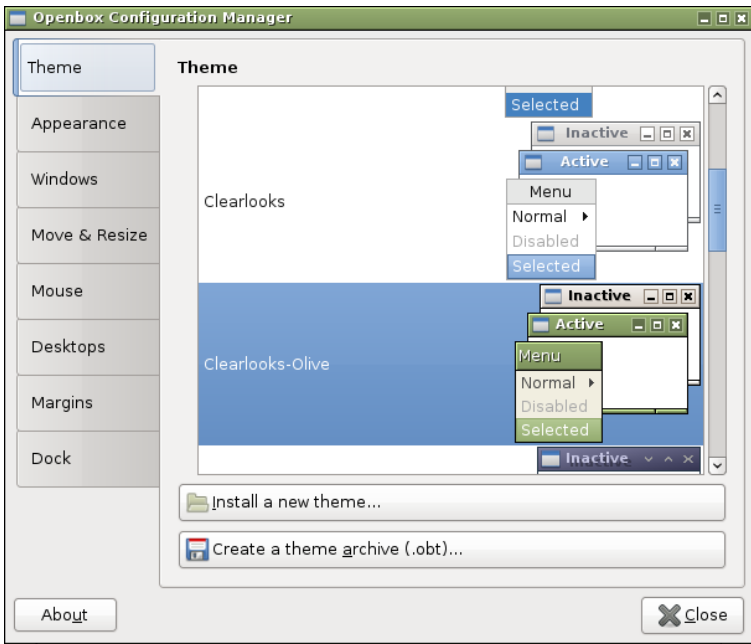 Openbox Configuration Manager
Theme
Appearance
Windows
Move & Resize
Mouse
Desktops
Margins
Dock
Theme
Selected
Inactive
Active
Clearlooks
Menu
Normal
Disabled
Selected
Inactive
Active
Clearlooks-Olive
Menu
Normal
Disabled
Selected
Inactive
Install a new theme...
Create a theme archive (.obt)...
About
Close